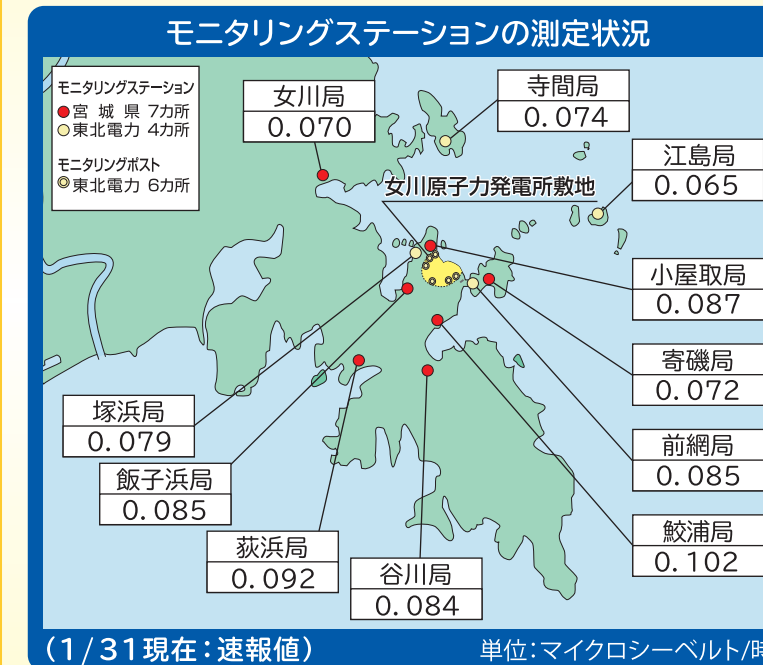 モニタリングステーションの測定状況
モニタリングステーション
宮城県 7カ所
東北電力 4カ所
モニタリングポスト
東北電力 6カ所
女川局
0.070
寺間局
0.074
江島局
0.065
女川原子力発電所敷地
小屋取局
0.087
寄磯局
0.072
前網局
0.085
鮫浦局
0.102
塚浜局
0.079
飯子浜局
0.085
荻浜局
0.092
谷川局
0.084
(1/31現在:速報値)
単位:マイクロシーベルト/時